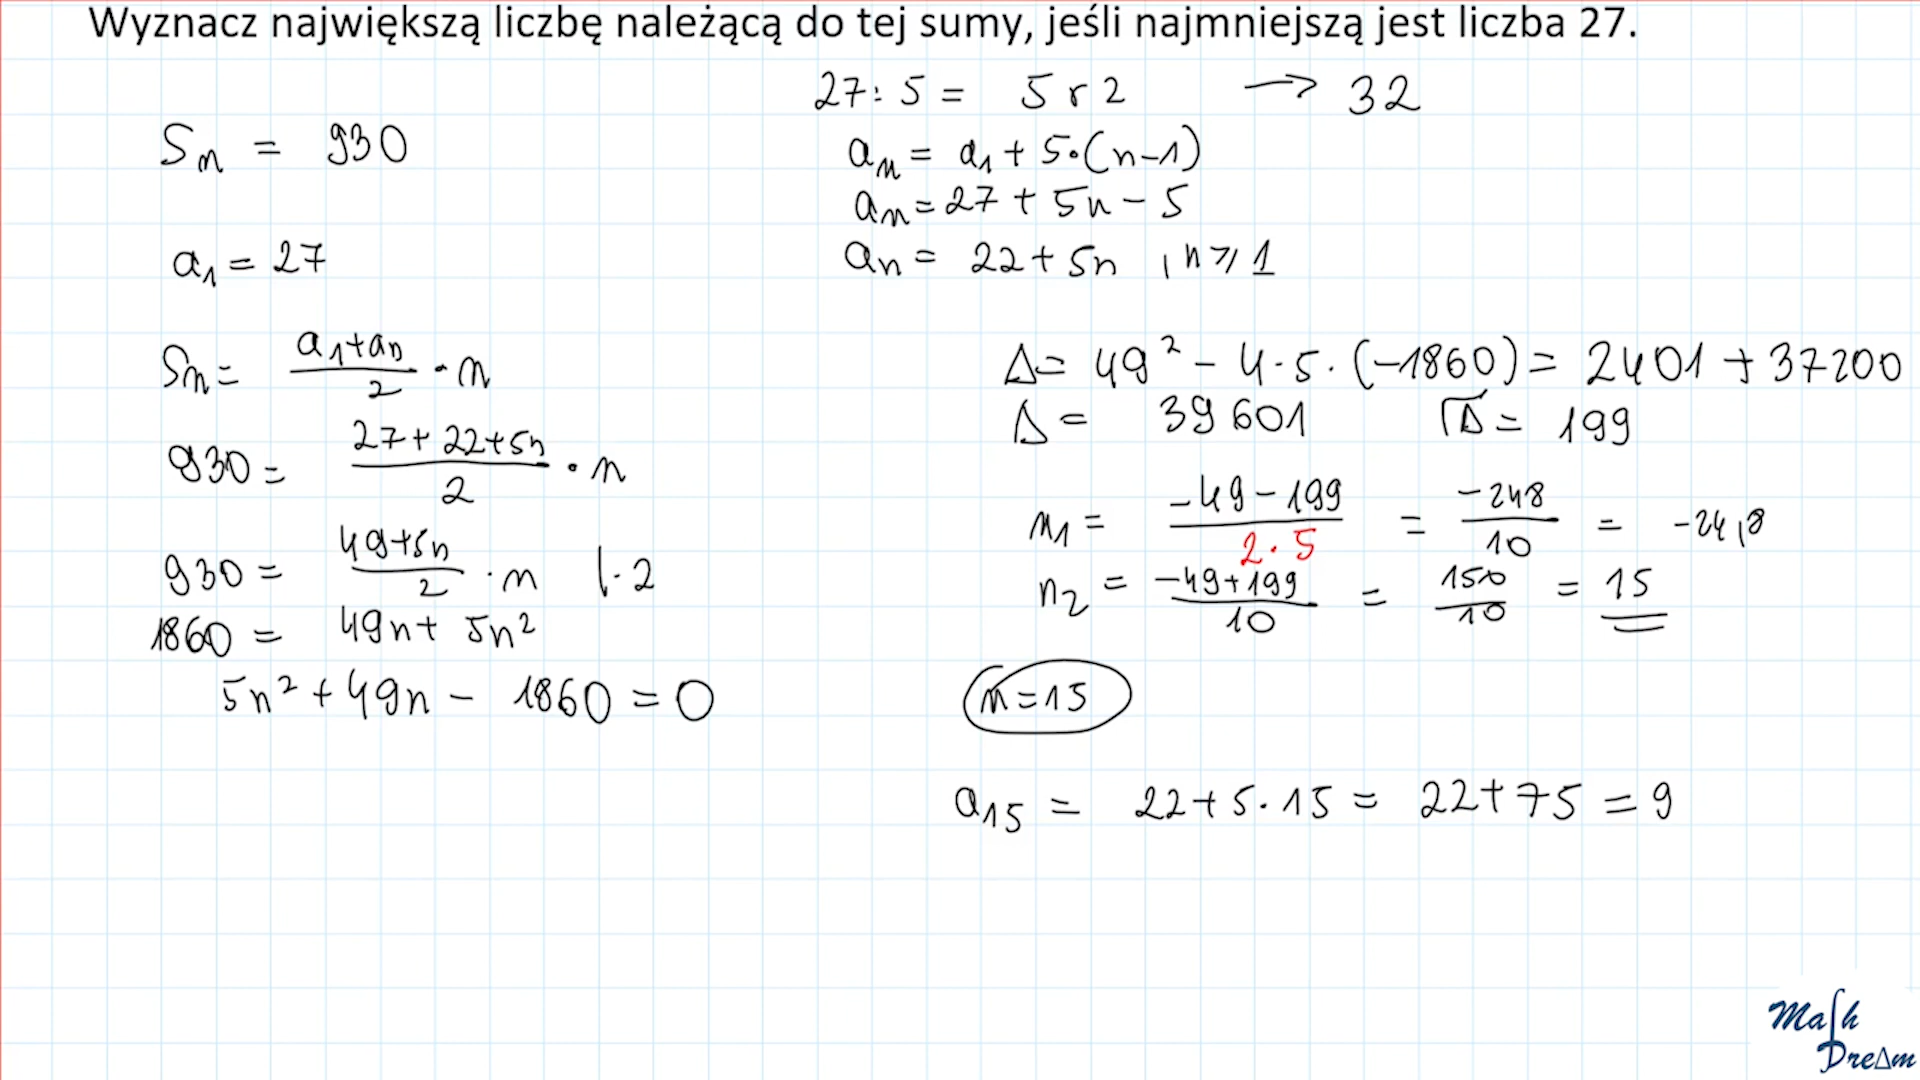 Wyznacz największą liczbę należącą do tej sumy, jeśli najmniejszą jest liczba 27.
27 : 5 = 5 r 2 → 32
Sn = 930
an = a1 + 5·(n-1)
an = 27 + 5n - 5
a1 = 27
an = 22 + 5n , n ⩾ 1
Sn = (a1+an)/2 · n
930 = (27 + 22 + 5n)/2 · n
930 = (49+5n)/2 · n |·2
1860 = 49n + 5n²
5n² + 49n - 1860 = 0
Δ = 49² - 4·5·(-1860) = 2401 + 37200
Δ = 39 601 √Δ = 199
n1 = (-49-199)/(2·5) = -248/10 = -24,8
n2 = (-49+199)/10 = 150/10 = 15
n=15
a15 = 22+5·15 = 22+75 = 9
Math
DreΔm